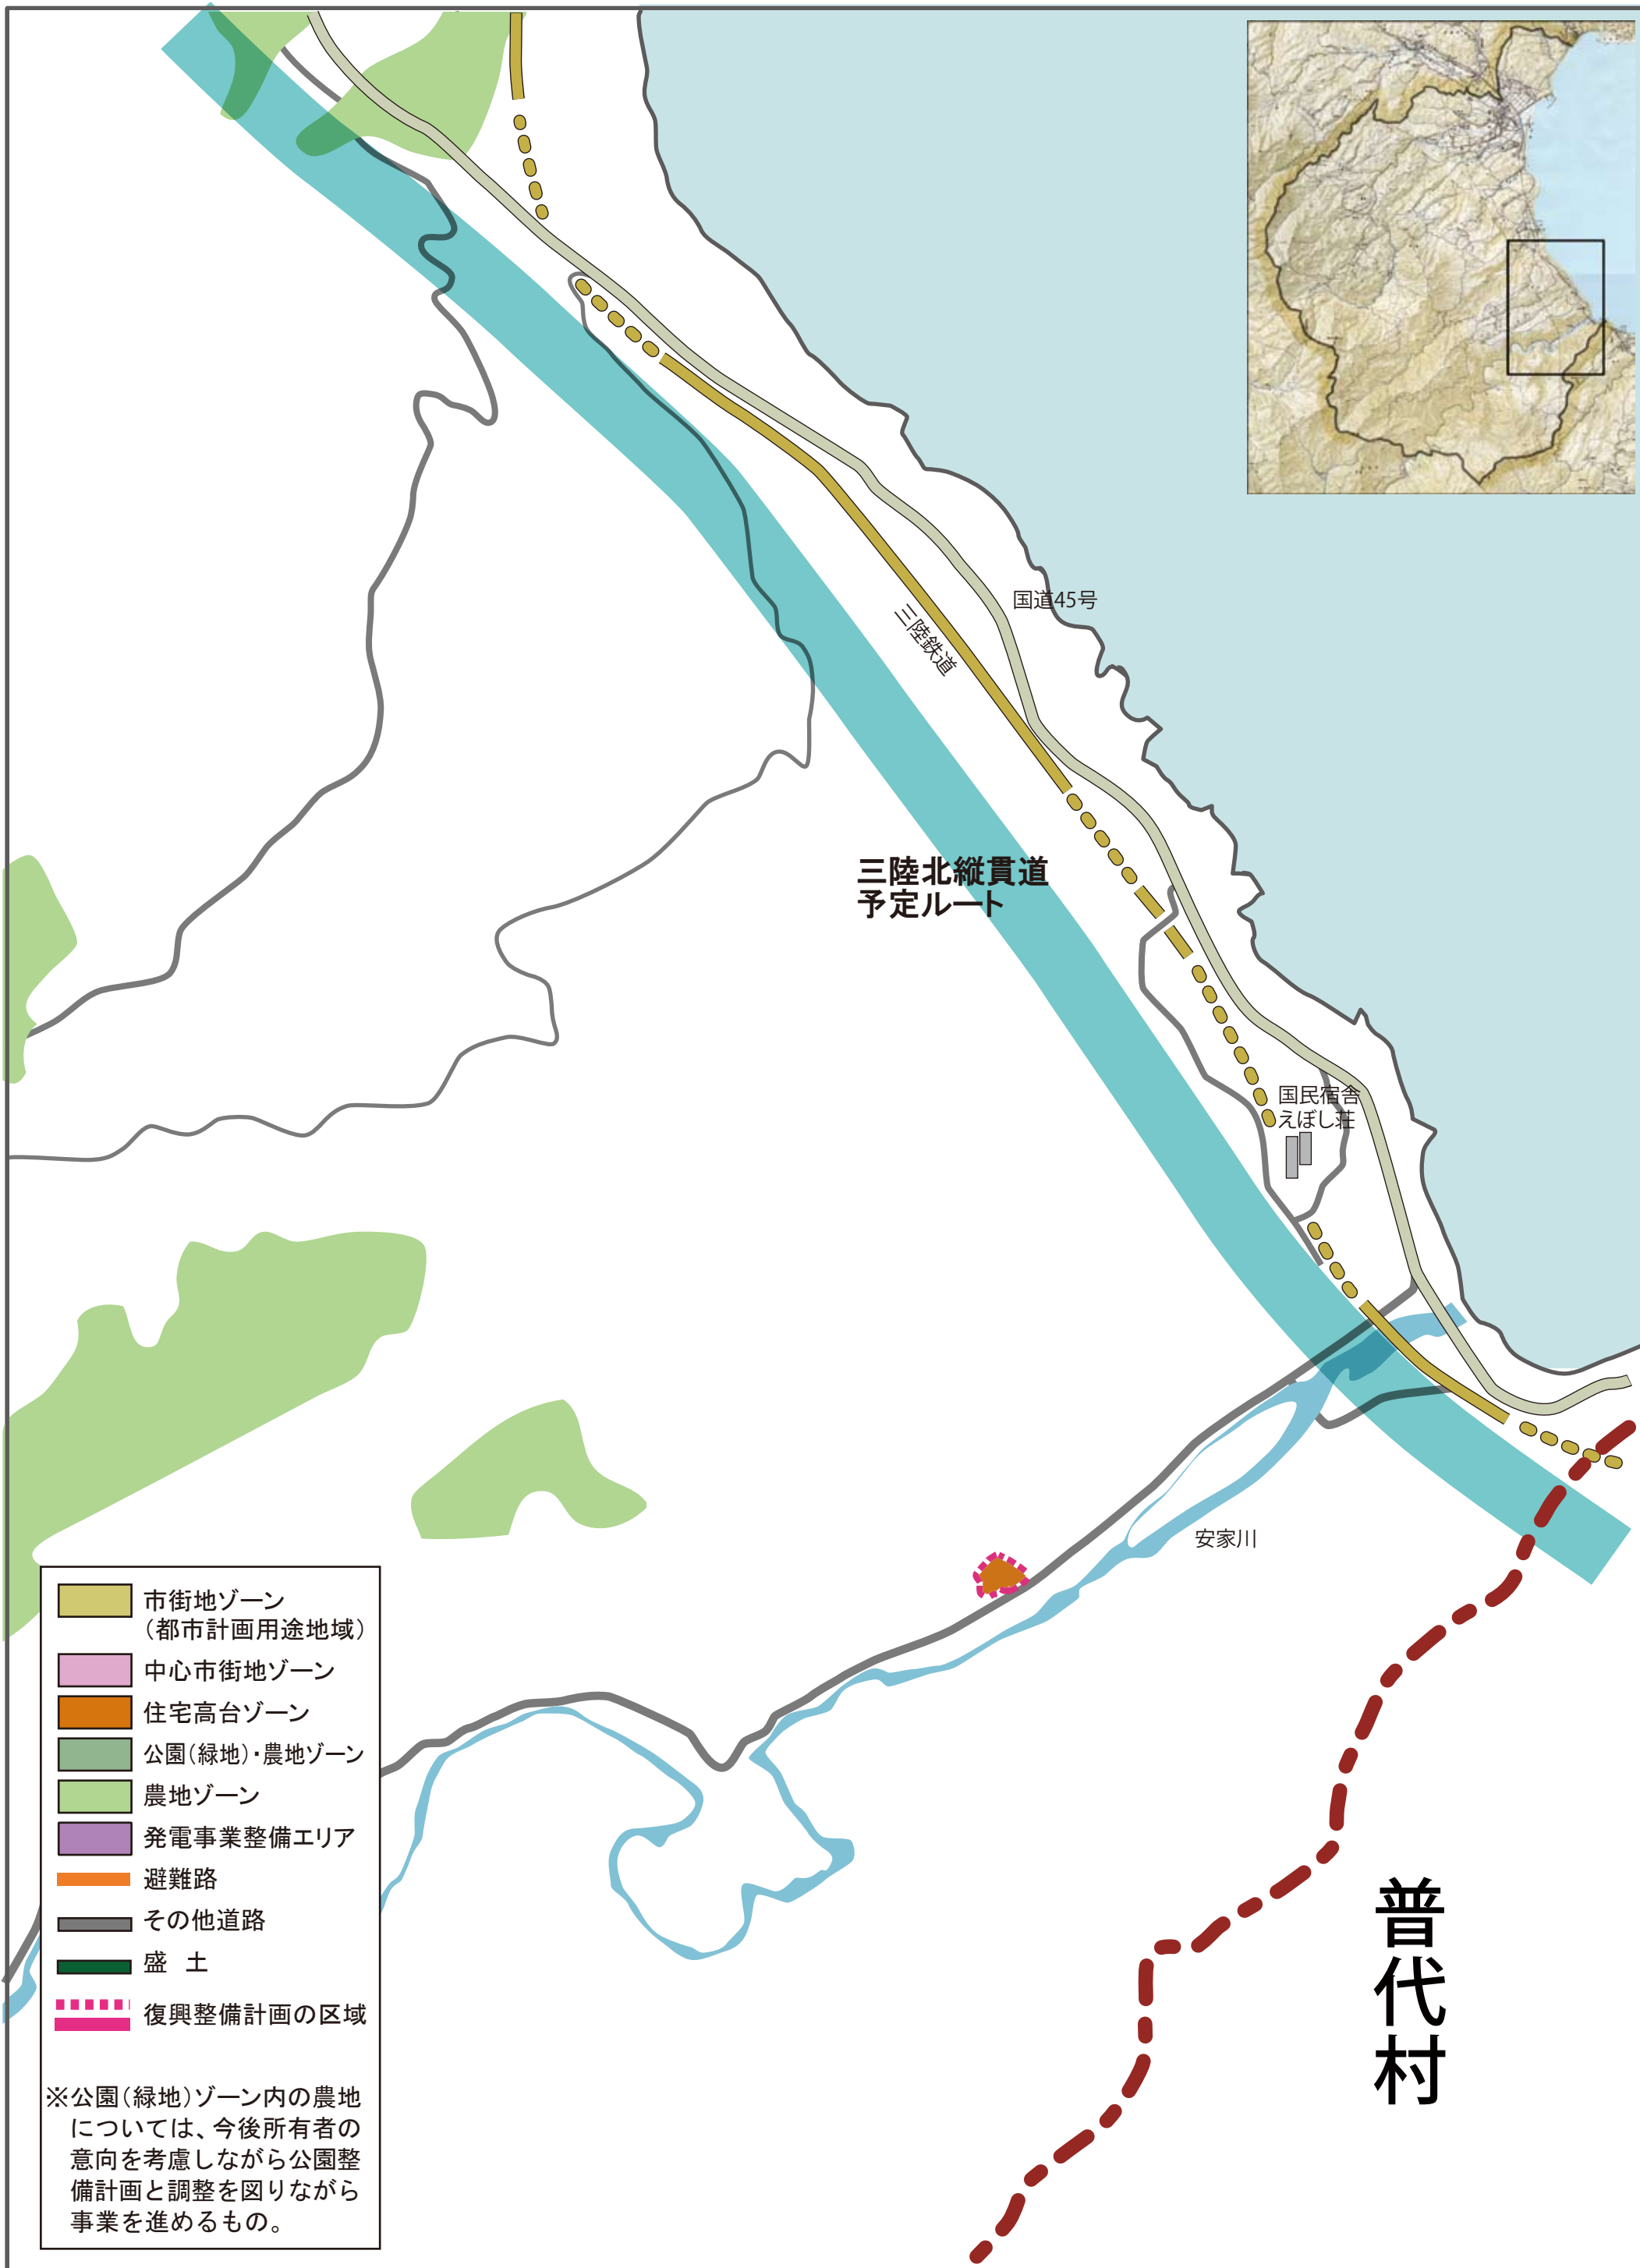 国道45号
三陸鉄道
三陸北縦貫道
予定ルート
国民宿舎
えぼし荘
安家川
普代村
市街地ゾーン
（都市計画用途地域）
中心市街地ゾーン
住宅高台ゾーン
公園（緑地）・農地ゾーン
農地ゾーン
発電事業整備エリア
避難路
その他道路
盛　土
復興整備計画の区域
※公園（緑地）ゾーン内の農地
については、今後所有者の
意向を考慮しながら公園整
備計画と調整を図りながら
事業を進めるもの。